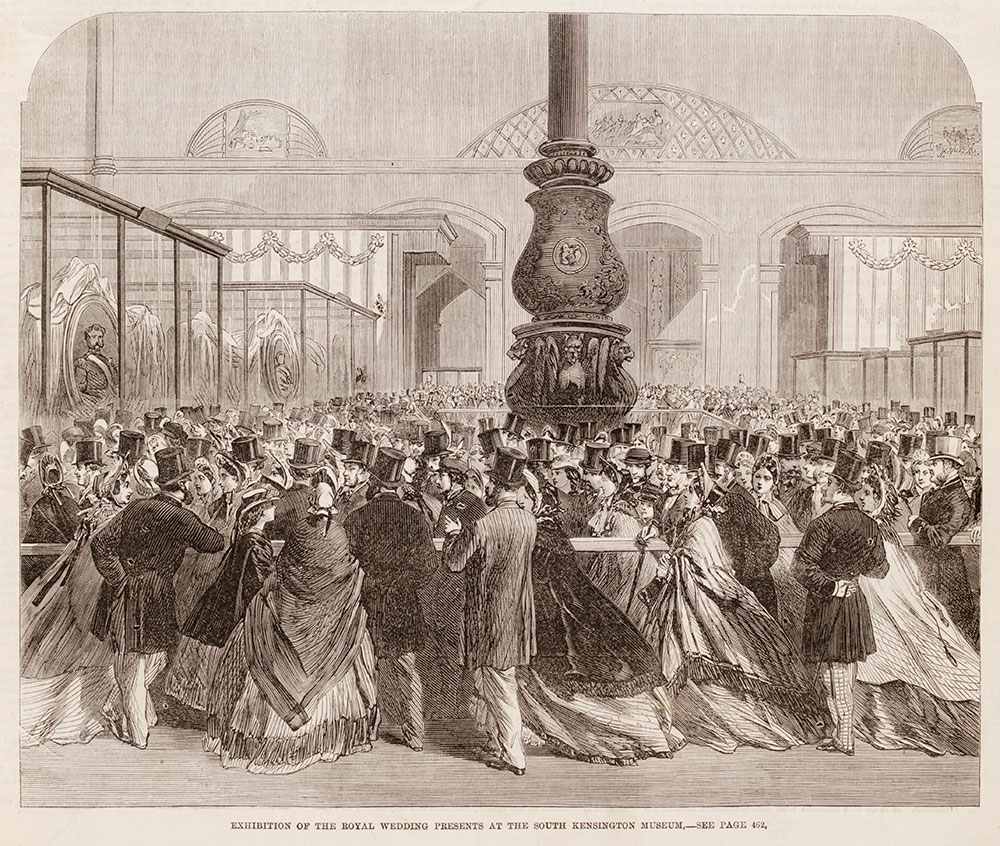 EXHIBITION OF THE ROYAL WEDDING PRESENTS AT THE SOUTH KENSINGTON MUSEUM.—SEE PAGE 462.